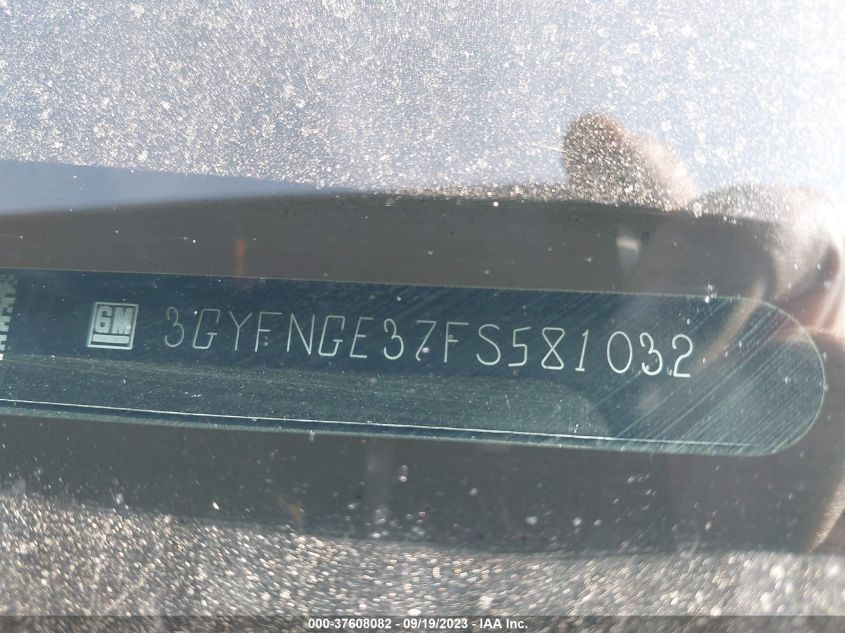 GM 3GYFNGE37FS581032
000-37608082 - 09/19/2023 - IAA Inc.